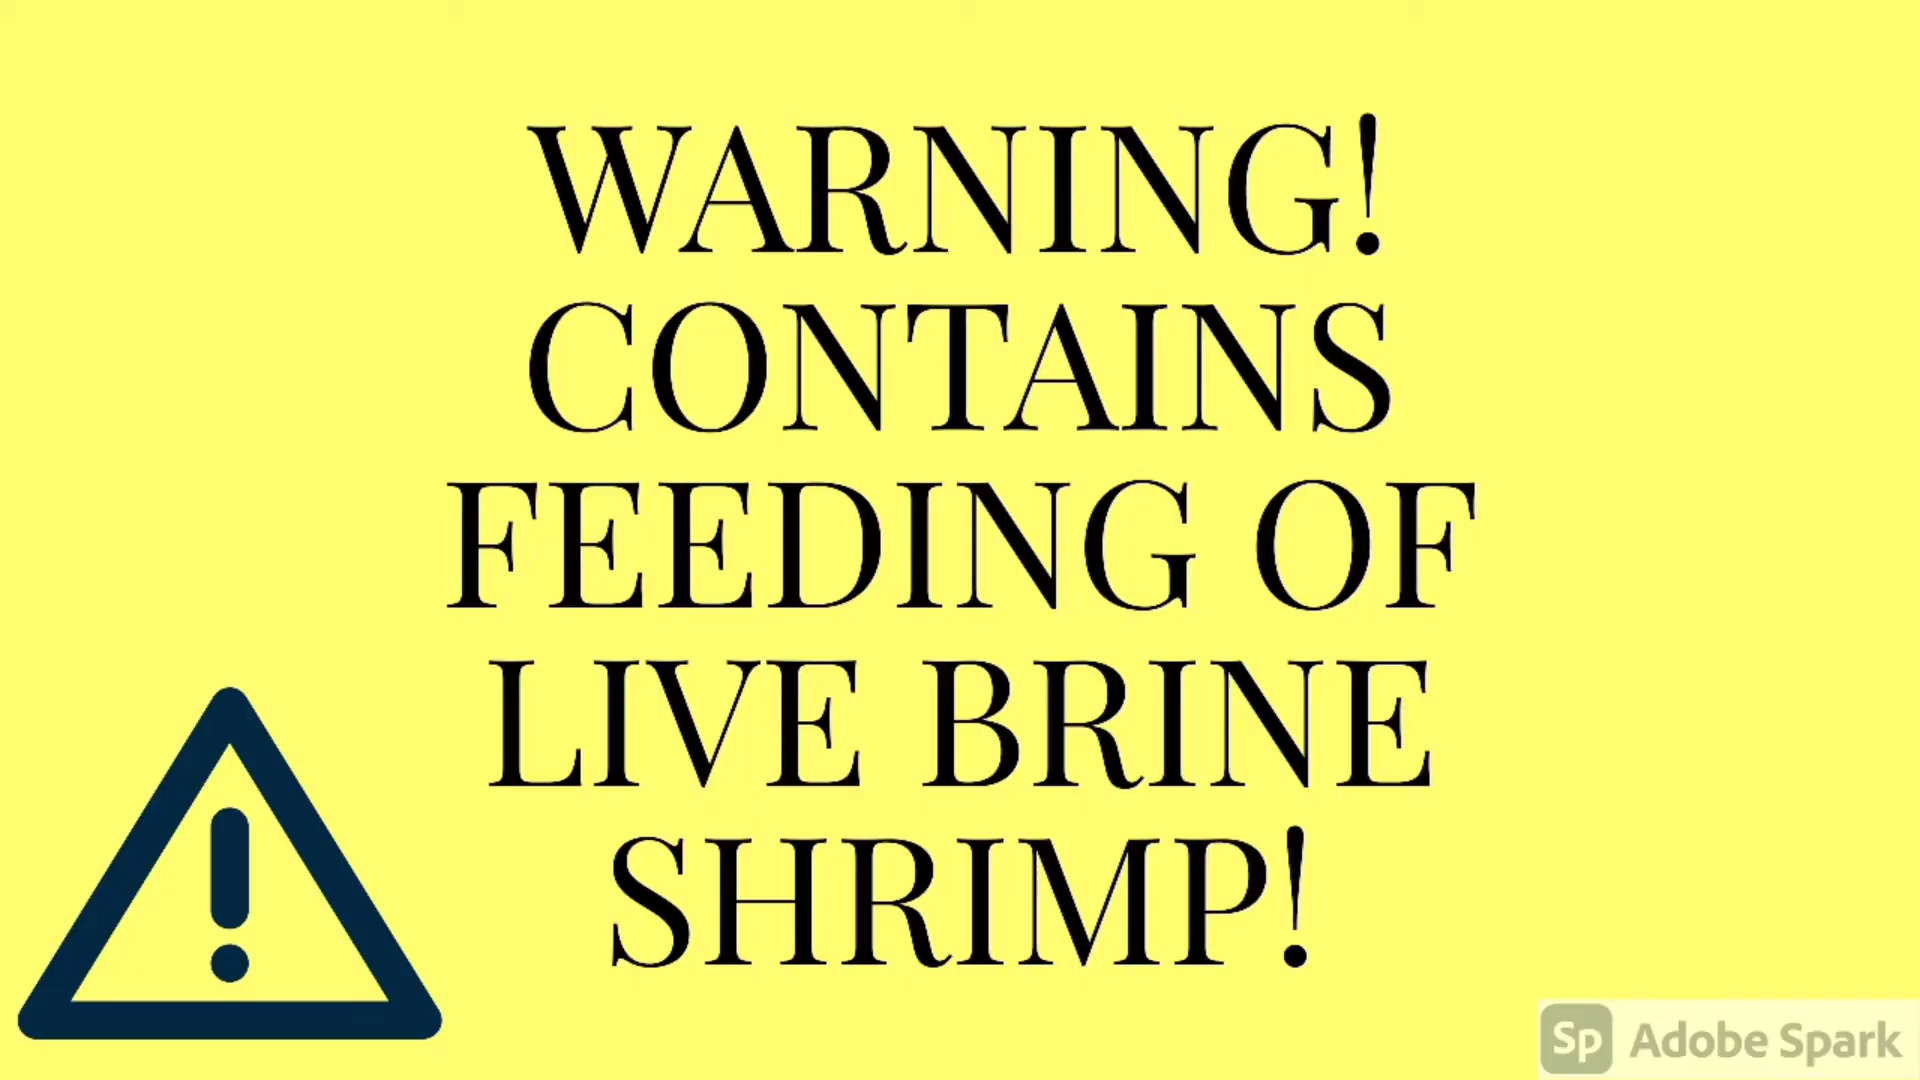 WARNING!
CONTAINS
FEEDING OF
LIVE BRINE
SHRIMP!
Sp Adobe Spark